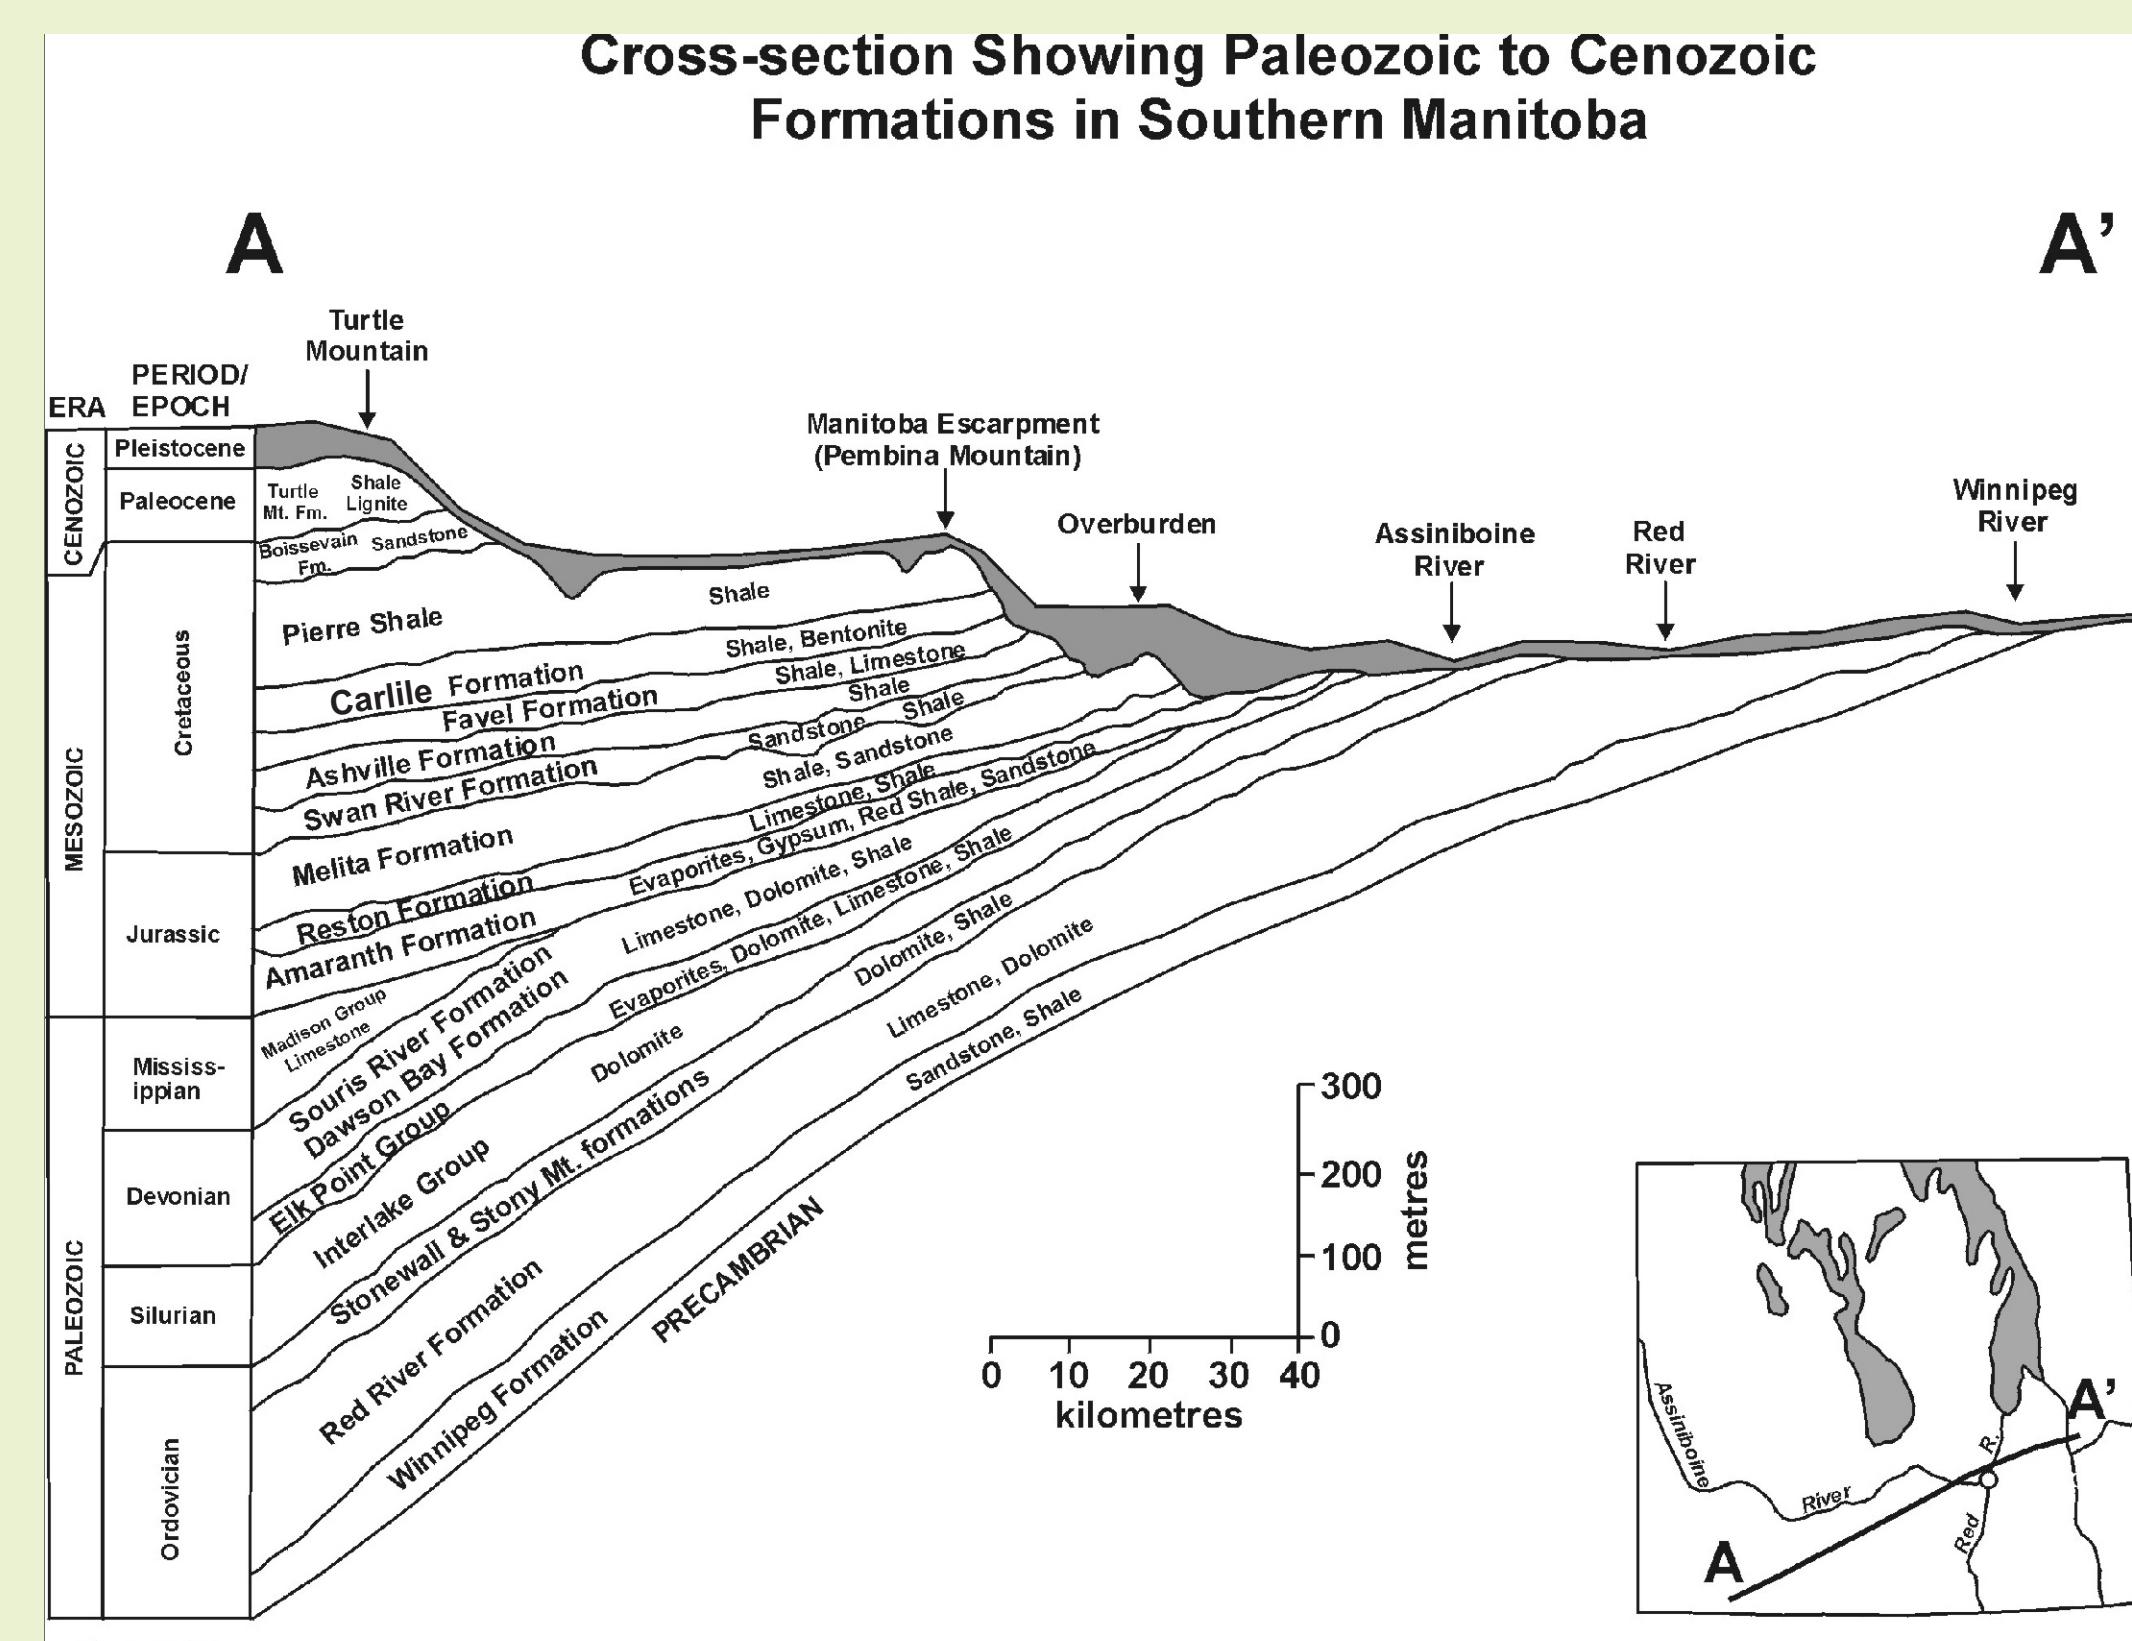 Cross-section Showing Paleozoic to Cenozoic
Formations in Southern Manitoba
A
A’
Turtle
Mountain
Manitoba Escarpment
(Pembina Mountain)
Overburden
Assiniboine
River
Red
River
Winnipeg
River
ERA
PERIOD/
EPOCH
CENOZOIC
MESOZOIC
PALEOZOIC
Pleistocene
Paleocene
Cretaceous
Jurassic
Mississ-
ippian
Devonian
Silurian
Ordovician
Turtle
Mt. Fm.
Shale
Lignite
Boissevain
Fm.
Sandstone
Pierre Shale
Shale
Carlile Formation
Shale, Bentonite
Favel Formation
Shale, Limestone
Ashville Formation
Shale
Sandstone
Shale
Swan River Formation
Shale, Sandstone
Melita Formation
Limestone, Shale
Reston Formation
Evaporites, Gypsum, Red Shale, Sandstone
Amaranth Formation
Madison Group
Limestone
Limestone, Dolomite, Shale
Souris River Formation
Dawson Bay Formation
Evaporites, Dolomite, Limestone, Shale
Elk Point Group
Dolomite
Interlake Group
Dolomite, Shale
Stonewall & Stony Mt. formations
Limestone, Dolomite
Red River Formation
Sandstone, Shale
Winnipeg Formation
PRECAMBRIAN
300
200
100
0
metres
0 10 20 30 40
kilometres
Assiniboine
River
Red
R.
A
A’